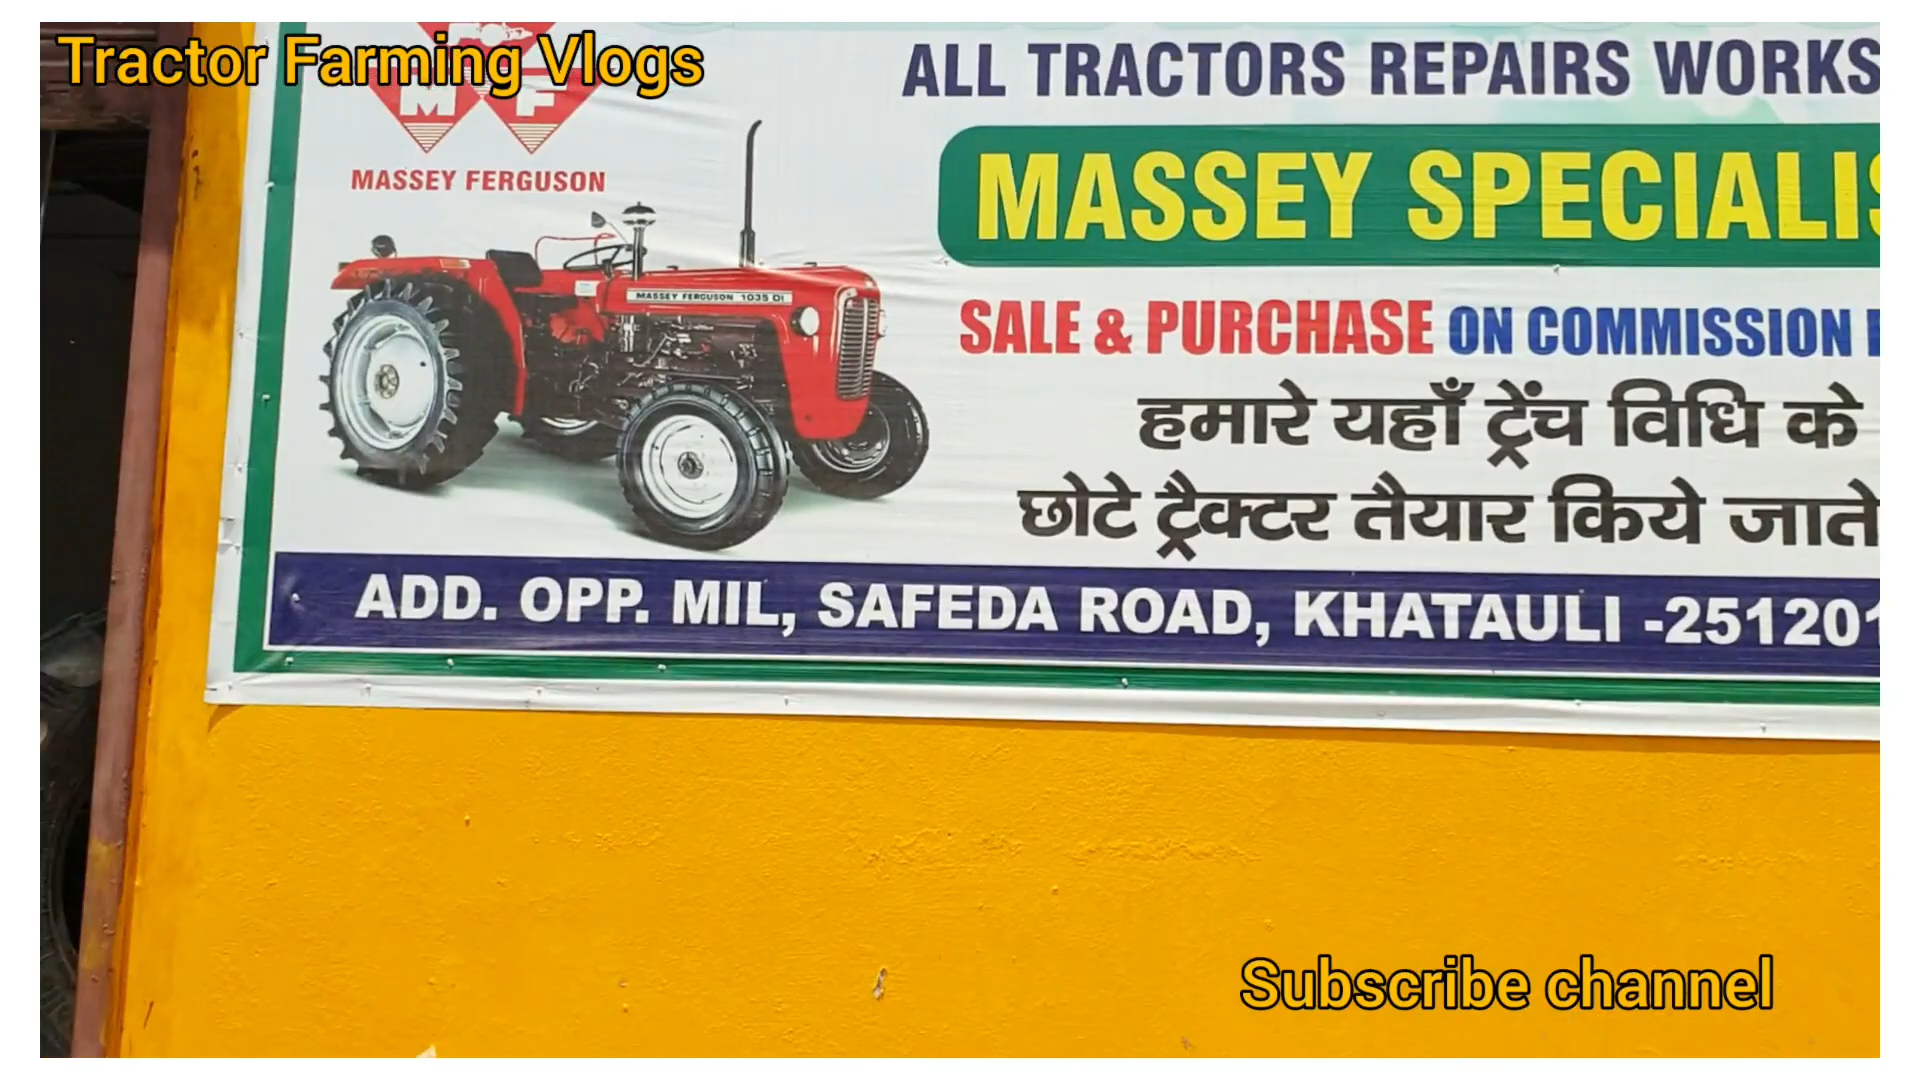 Tractor Farming Vlogs
M F
MASSEY FERGUSON
MASSEY FERGUSON 1035 DI
ALL TRACTORS REPAIRS WORKS
MASSEY SPECIALIS
SALE & PURCHASE ON COMMISSION
हमारे यहाँ ट्रेंच विधि के
छोटे ट्रैक्टर तैयार किये जाते
ADD. OPP. MIL, SAFEDA ROAD, KHATAULI -251201
Subscribe channel